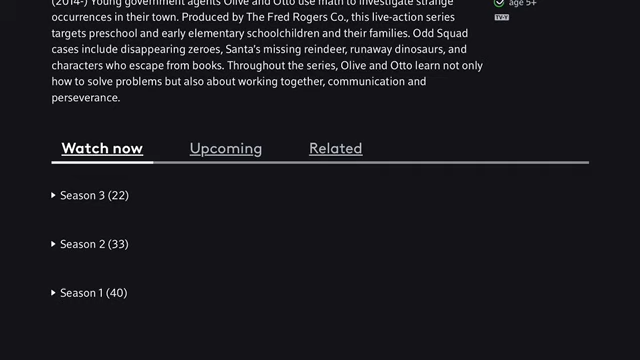 (2014-) Young government agents Olive and Otto use math to investigate strange
occurrences in their town. Produced by The Fred Rogers Co., this live-action series
targets preschool and early elementary schoolchildren and their families. Odd Squad
cases include disappearing zeroes, Santa's missing reindeer, runaway dinosaurs, and
characters who escape from books. Throughout the series, Olive and Otto learn not only
how to solve problems but also about working together, communication and
perseverance.
age 5+
TV-Y
Watch now Upcoming Related
Season 3 (22)
Season 2 (33)
Season 1 (40)